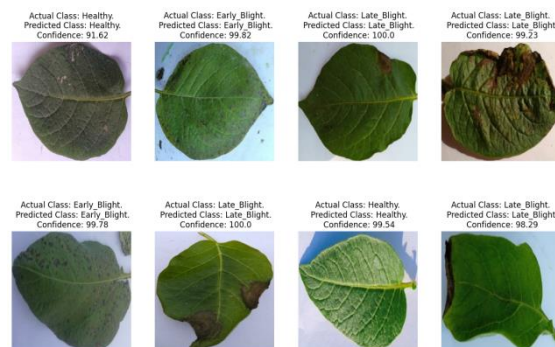 Actual Class: Healthy.
Predicted Class: Healthy.
Confidence: 91.62
Actual Class: Early_Blight.
Predicted Class: Early_Blight.
Confidence: 99.82
Actual Class: Late_Blight.
Predicted Class: Late_Blight.
Confidence: 100.0
Actual Class: Late_Blight.
Predicted Class: Late_Blight
Confidence: 99.23
Actual Class: Early_Blight.
Predicted Class: Early_Blight.
Confidence: 99.78
Actual Class: Late_Blight.
Predicted Class: Late_Blight.
Confidence: 100.0
Actual Class: Healthy.
Predicted Class: Healthy.
Confidence: 99.54
Actual Class: Late_Blight.
Predicted Class: Late_Blight
Confidence: 98.29